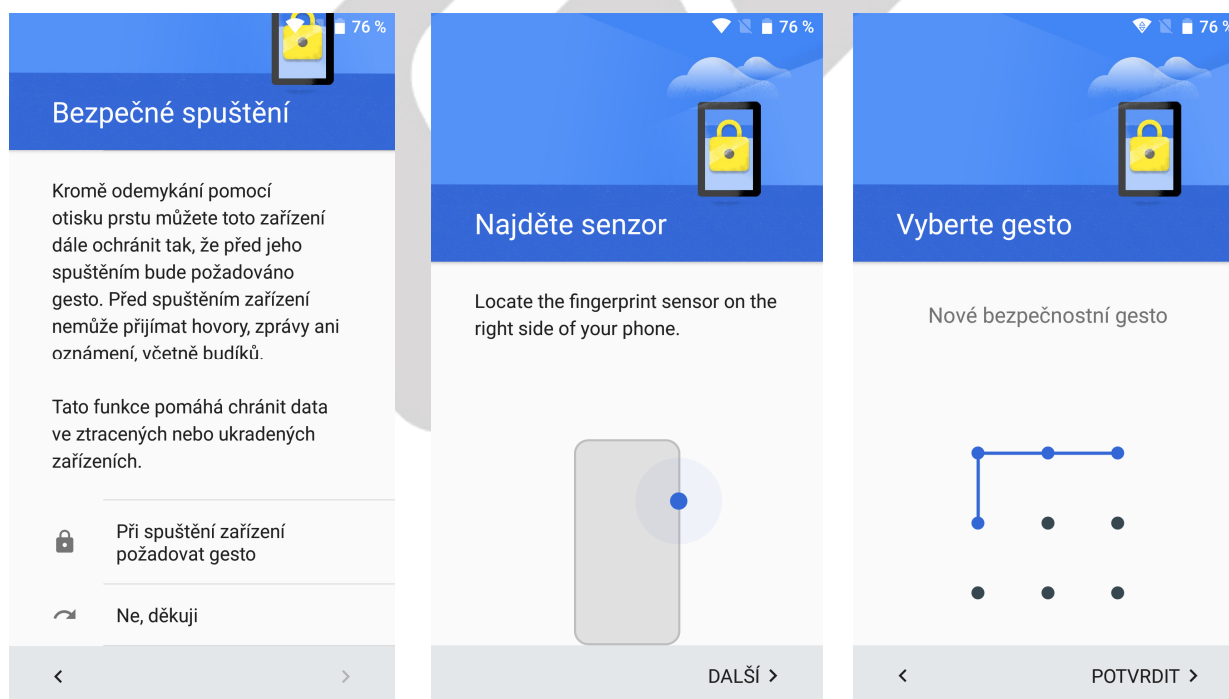 76 %
Bezpečné spuštění
Kromě odemykání pomocí
otisku prstu můžete toto zařízení
dále ochránit tak, že před jeho
spuštěním bude požadováno
gesto. Před spuštěním zařízení
nemůže přijímat hovory, zprávy ani
oznámení, včetně budíků.
Tato funkce pomáhá chránit data
ve ztracených nebo ukradených
zařízeních.
Při spuštění zařízení
požadovat gesto
Ne, děkuji
76 %
Najděte senzor
Locate the fingerprint sensor on the
right side of your phone.
DALŠÍ
76 %
Vyberte gesto
Nové bezpečnostní gesto
POTVRDIT